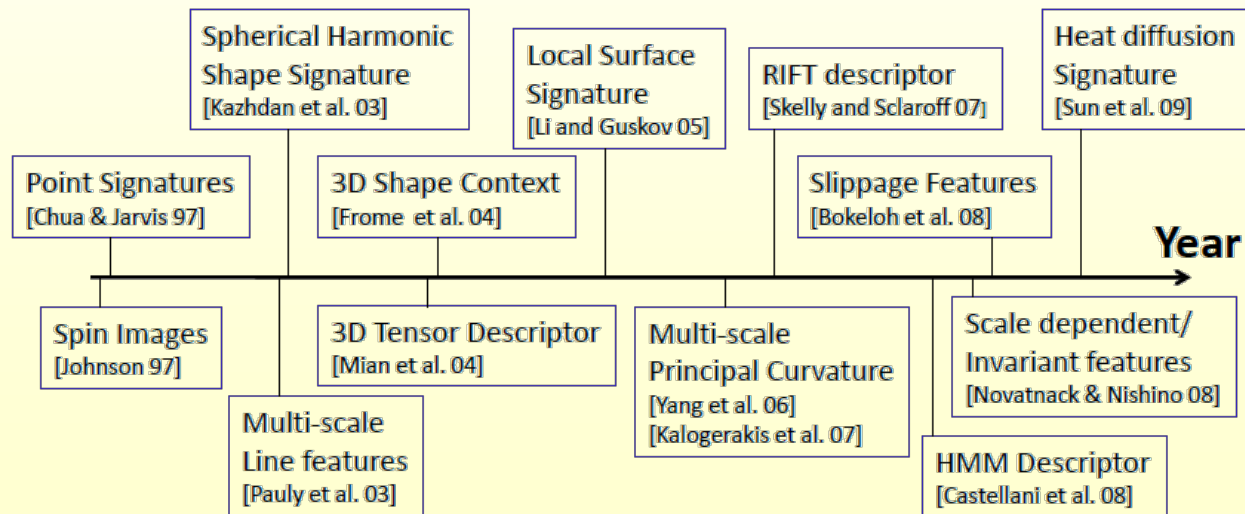 Spherical Harmonic
Shape Signature
[Kazhdan et al. 03]
Local Surface
Signature
[Li and Guskov 05]
RIFT descriptor
[Skelly and Sclaroff 07]
Heat diffusion
Signature
[Sun et al. 09]
Point Signatures
[Chua & Jarvis 97]
3D Shape Context
[Frome et al. 04]
Slippage Features
[Bokeloh et al. 08]
Year
Spin Images
[Johnson 97]
3D Tensor Descriptor
[Mian et al. 04]
Multi-scale
Principal Curvature
[Yang et al. 06]
[Kalogerakis et al. 07]
Scale dependent/
Invariant features
[Novatnack & Nishino 08]
Multi-scale
Line features
[Pauly et al. 03]
HMM Descriptor
[Castellani et al. 08]